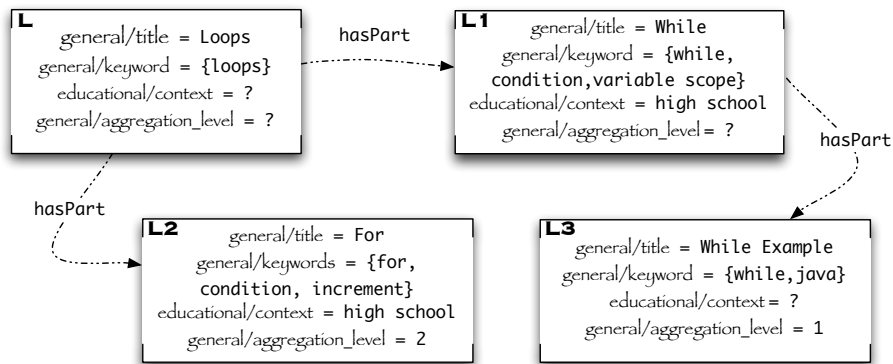 L
general/title = Loops
general/keyword = {loops}
educational/context = ?
general/aggregation_level = ?
hasPart
L1
general/title = While
general/keyword = {while,
condition,variable scope}
educational/context = high school
general/aggregation_level = ?
hasPart
hasPart
L2
general/title = For
general/keywords = {for,
condition, increment}
educational/context = high school
general/aggregation_level = 2
L3
general/title = While Example
general/keyword = {while,java}
educational/context = ?
general/aggregation_level = 1